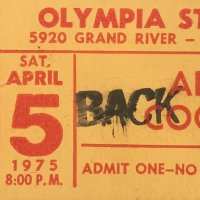 OLYMPIA ST
5920 GRAND RIVER –
SAT.
APRIL
5
1975
8:00 P.M.
BACK
AL
COO
ADMIT ONE–NO